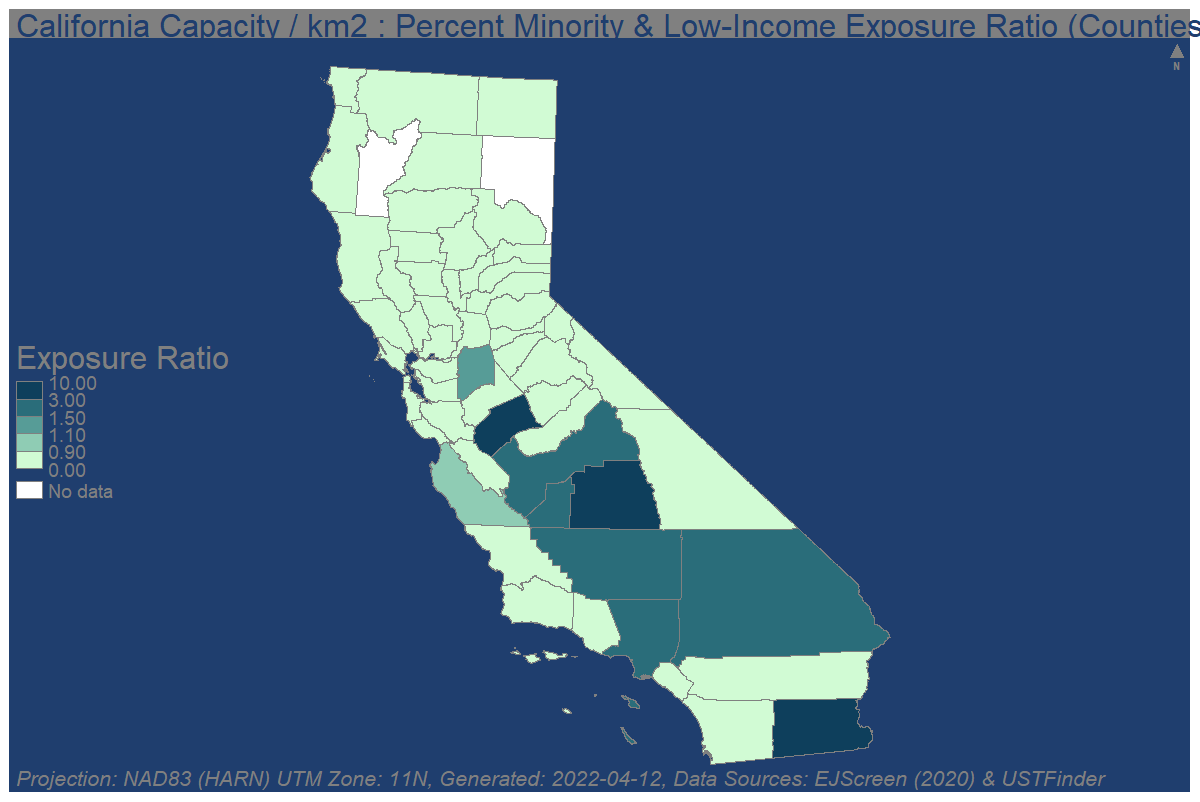 California Capacity / km2 : Percent Minority & Low-Income Exposure Ratio (Counties
N
Exposure Ratio
10.00
3.00
1.50
1.10
0.90
0.00
No data
Projection: NAD83 (HARN) UTM Zone: 11N, Generated: 2022-04-12, Data Sources: EJScreen (2020) & USTFinder